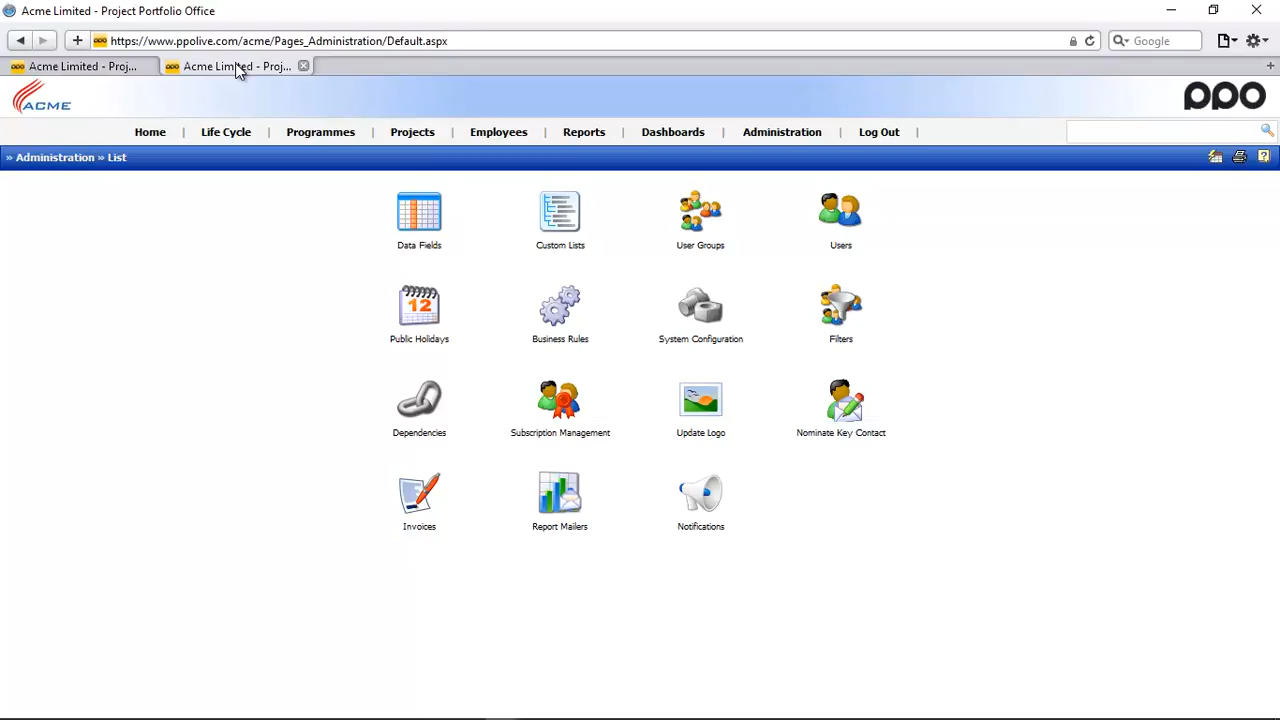 Acme Limited - Project Portfolio Office
https://www.ppolive.com/acme/Pages_Administration/Default.aspx
Google
Acme Limited - Proj...
Acme Limited - Proj...
ACME
ppo
Home | Life Cycle | Programmes | Projects | Employees | Reports | Dashboards | Administration | Log Out |
» Administration » List
Data Fields
Custom Lists
User Groups
Users
12
Public Holidays
Business Rules
System Configuration
Filters
Dependencies
Subscription Management
Update Logo
Nominate Key Contact
Invoices
Report Mailers
Notifications